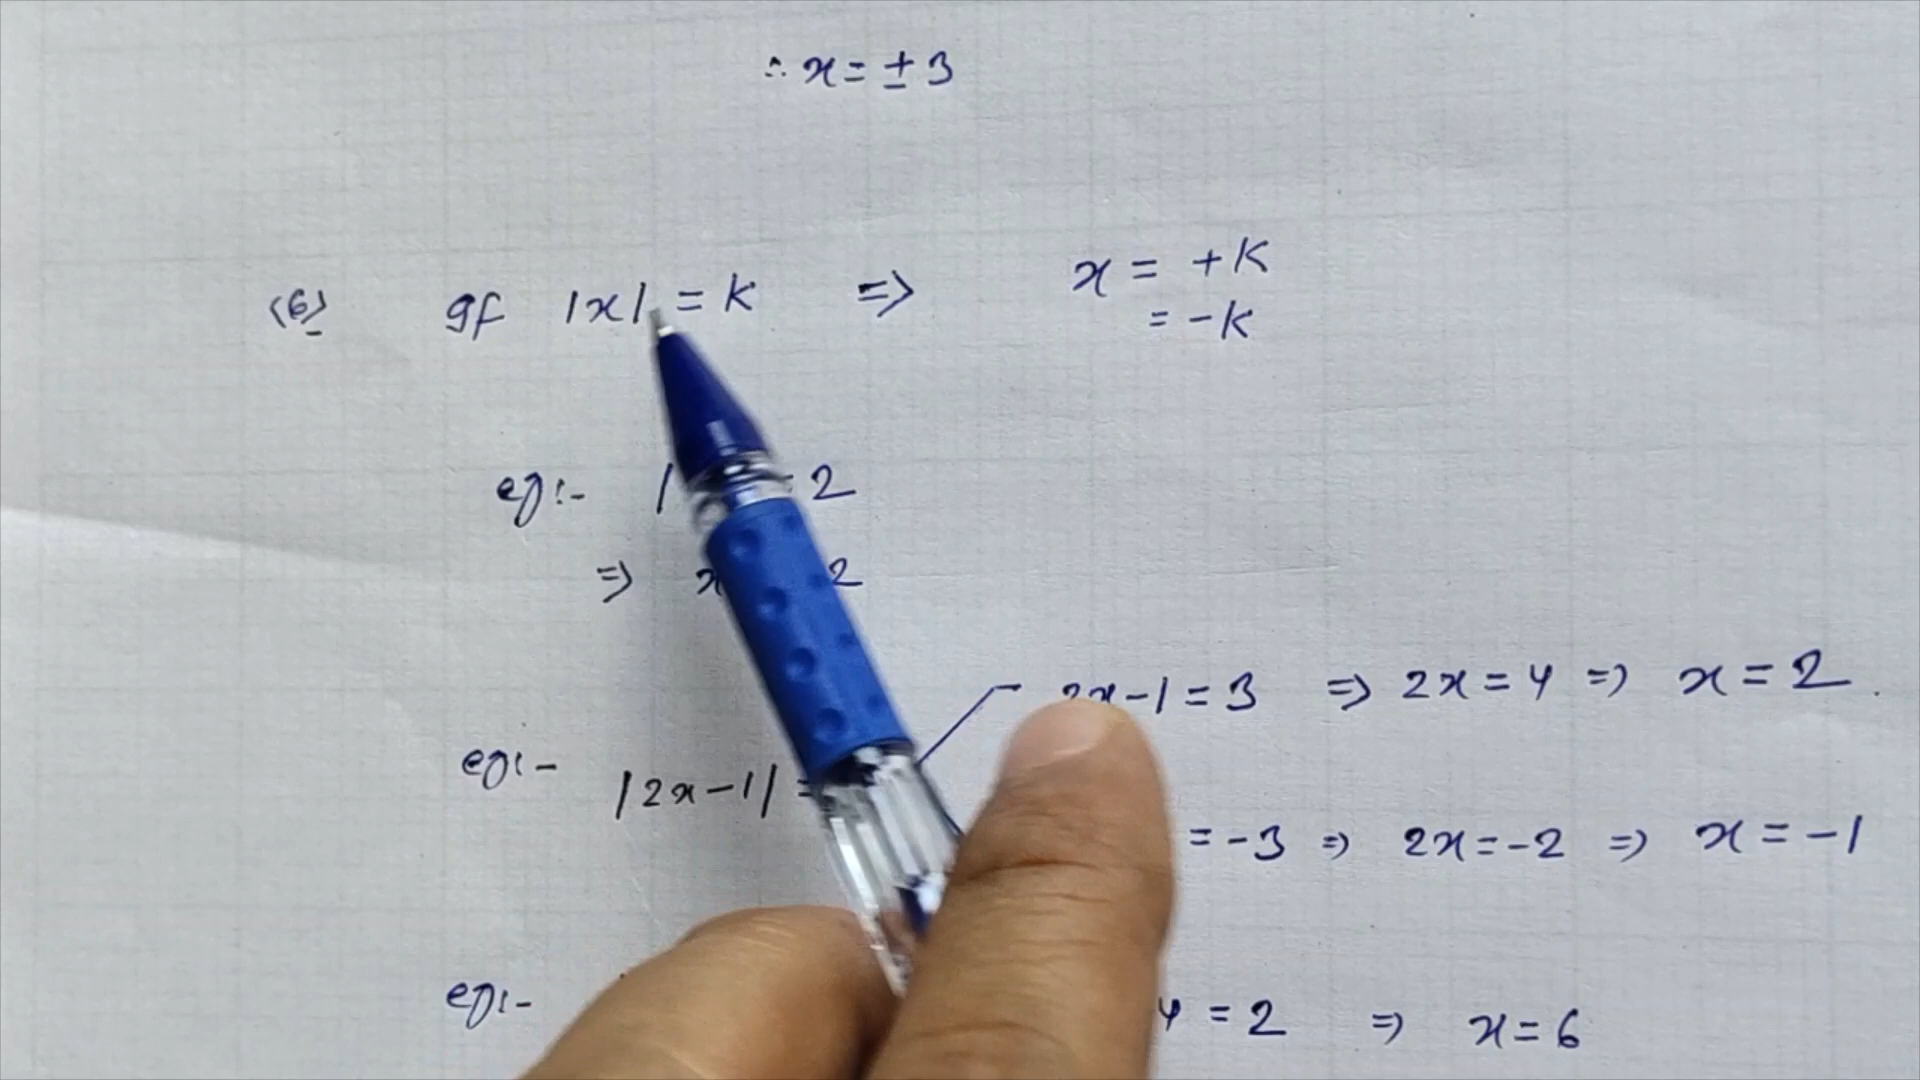 ∴ x = ± 3
(6) If |x| = k ⇒ x = +k
= -k
eg:- | = 2
⇒ x 2
2x-1 = 3 ⇒ 2x = 4 ⇒ x = 2
eg:- |2x-1| =
= -3 ⇒ 2x = -2 ⇒ x = -1
eg:- 4 = 2 ⇒ x = 6